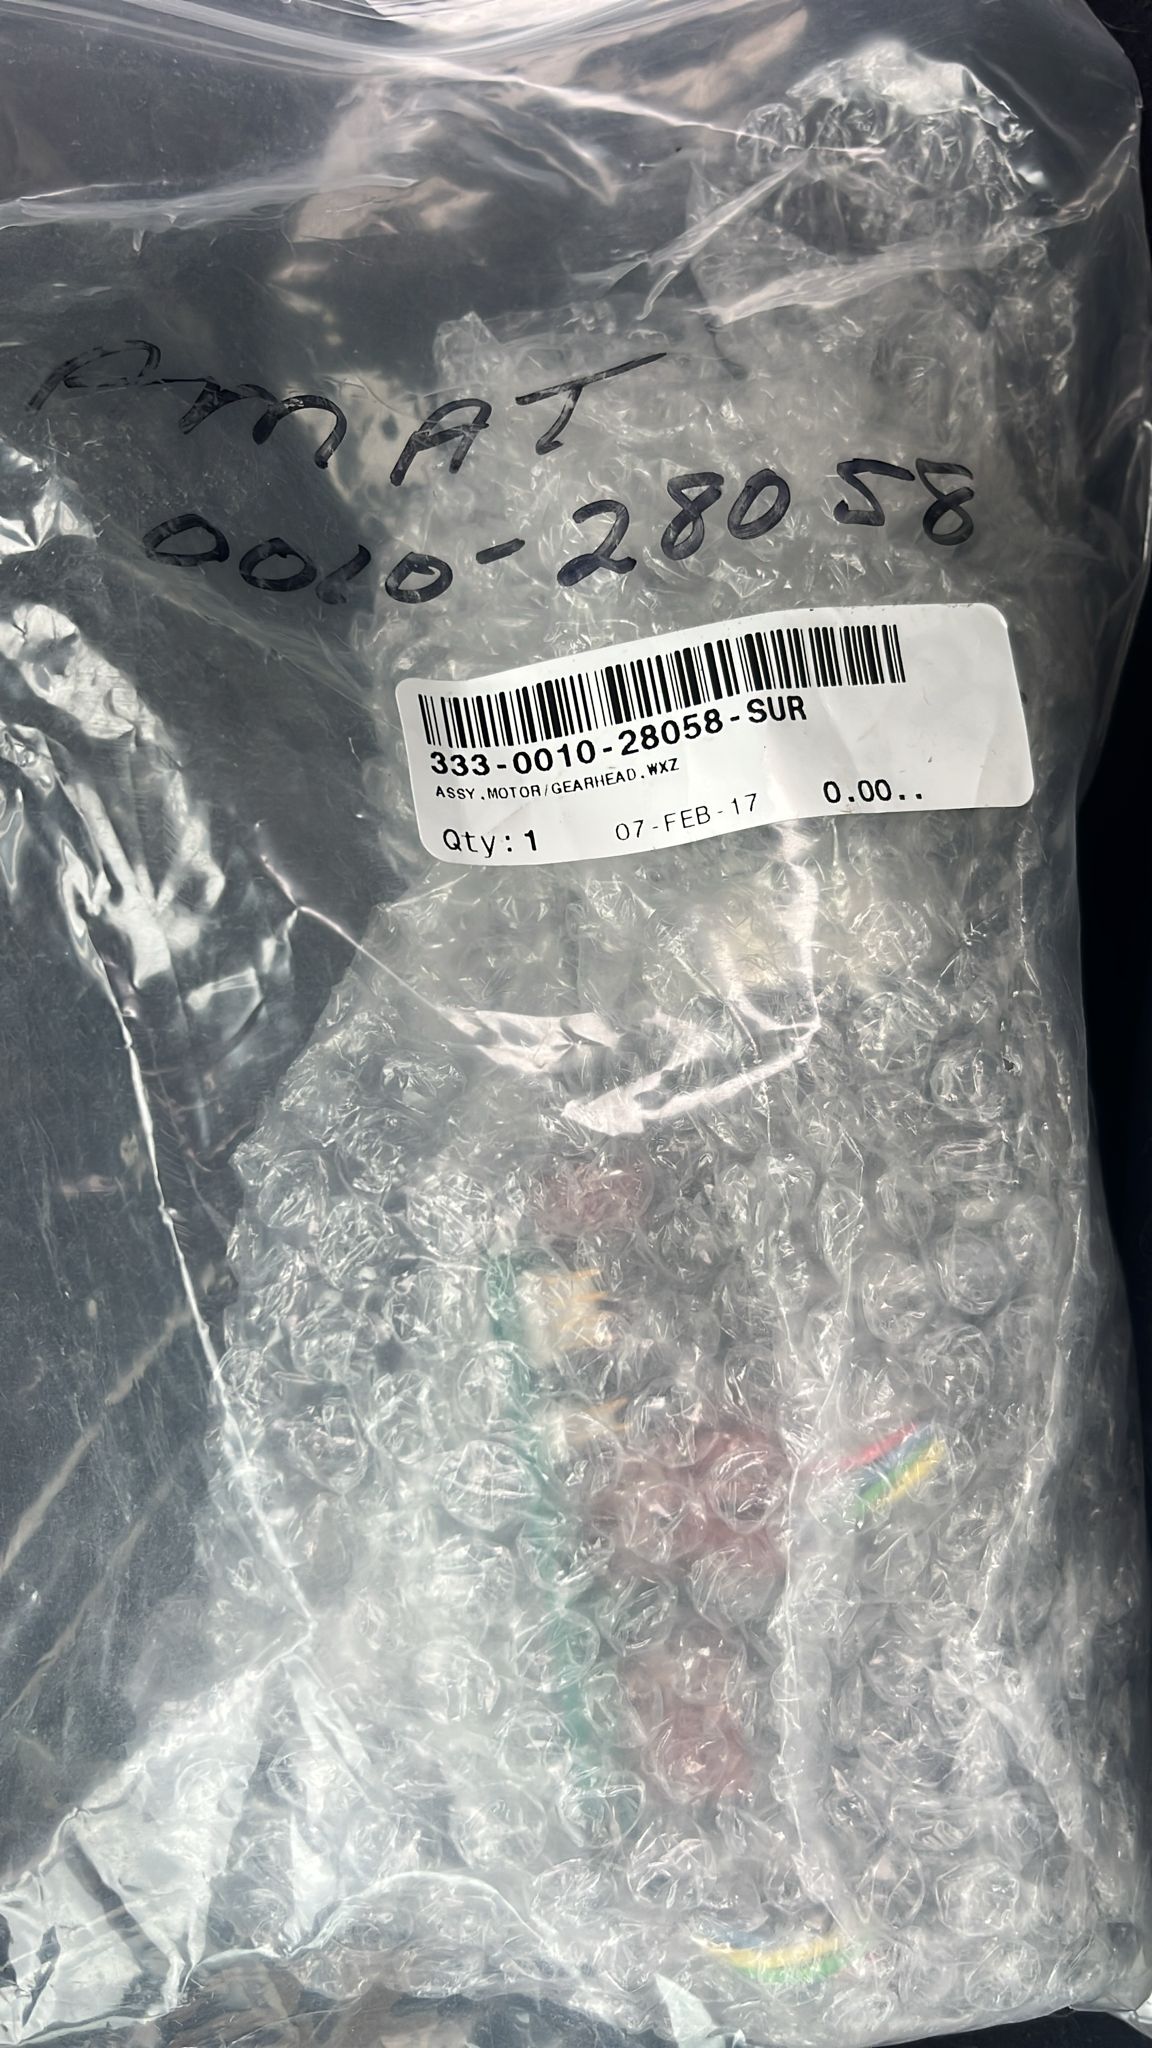 AMAT
0010-28058
333-0010-28058-SUR
ASSY.MOTOR/GEARHEAD.WXZ
Qty:1 07-FEB-17 0.00..